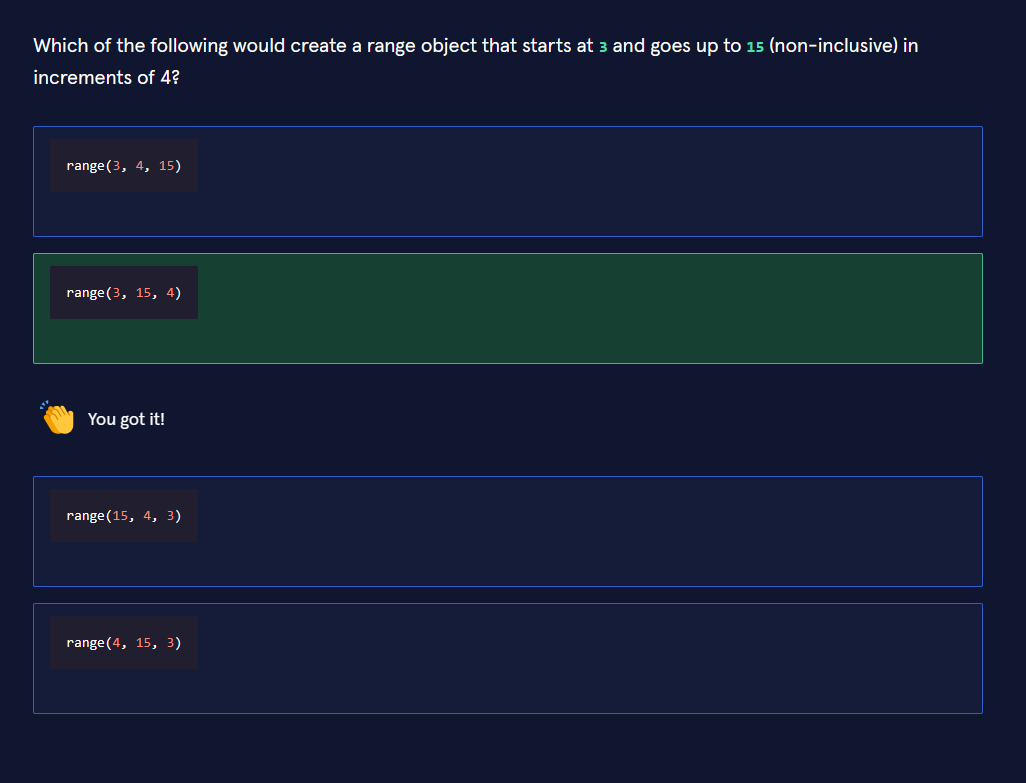 Which of the following would create a range object that starts at 3 and goes up to 15 (non-inclusive) in
increments of 4?
range(3, 4, 15)
range(3, 15, 4)
You got it!
range(15, 4, 3)
range(4, 15, 3)